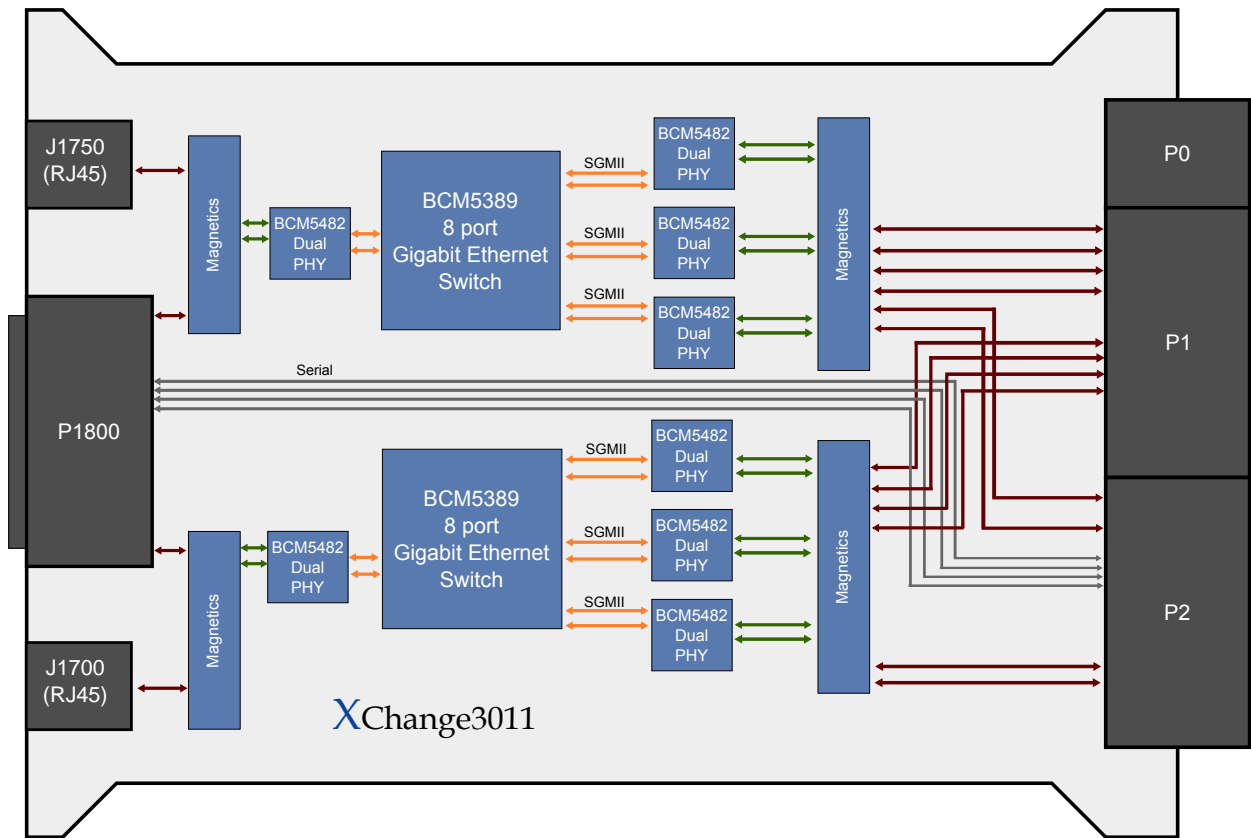 J1750
(RJ45)
Magnetics
BCM5482
Dual
PHY
BCM5389
8 port
Gigabit Ethernet
Switch
SGMII
SGMII
SGMII
BCM5482
Dual
PHY
BCM5482
Dual
PHY
BCM5482
Dual
PHY
Magnetics
P0
P1
Serial
P1800
SGMII
SGMII
SGMII
BCM5482
Dual
PHY
BCM5389
8 port
Gigabit Ethernet
Switch
BCM5482
Dual
PHY
BCM5482
Dual
PHY
BCM5482
Dual
PHY
Magnetics
Magnetics
P2
J1700
(RJ45)
XChange3011